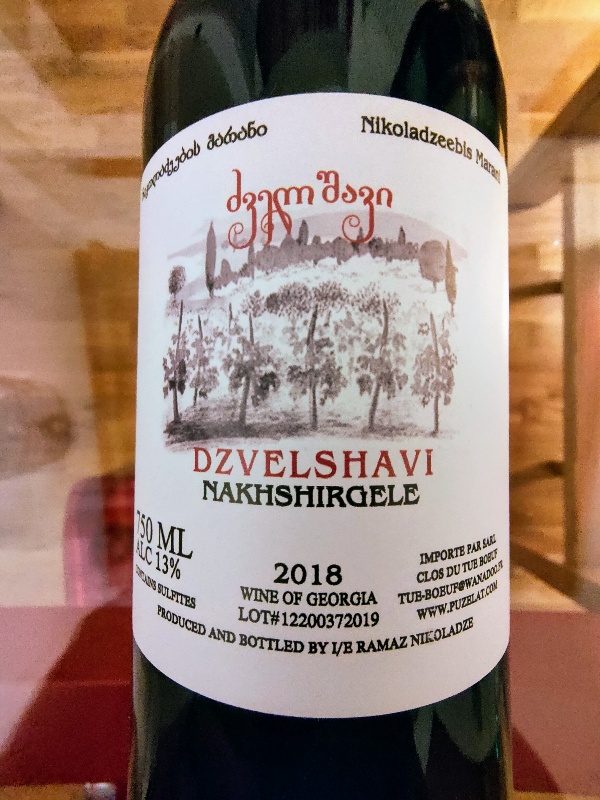 ნიკოლაძეების მარანი
Nikoladzeebis Marani
ძველშავი
DZVELSHAVI
NAKHSHIRGELE
750 ML
ALC 13%
CONTAINS SULFITES
2018
WINE OF GEORGIA
LOT#12200372019
IMPORTE PAR SARL
CLOS DU TUE BOEUF
TUE-BOEUF@WANADOO.FR
WWW.PUZELAT.COM
PRODUCED AND BOTTLED BY I/E RAMAZ NIKOLADZE